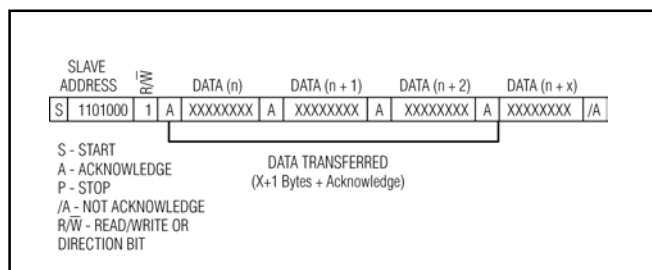 SLAVE
ADDRESS R/W̅ DATA (n) DATA (n + 1) DATA (n + 2) DATA (n + x)
S 1101000 1 A XXXXXXXX A XXXXXXXX A XXXXXXXX A XXXXXXXX /A
S - START
A - ACKNOWLEDGE
P - STOP
/A - NOT ACKNOWLEDGE
R/W̅ - READ/WRITE OR
DIRECTION BIT
DATA TRANSFERRED
(X+1 Bytes + Acknowledge)